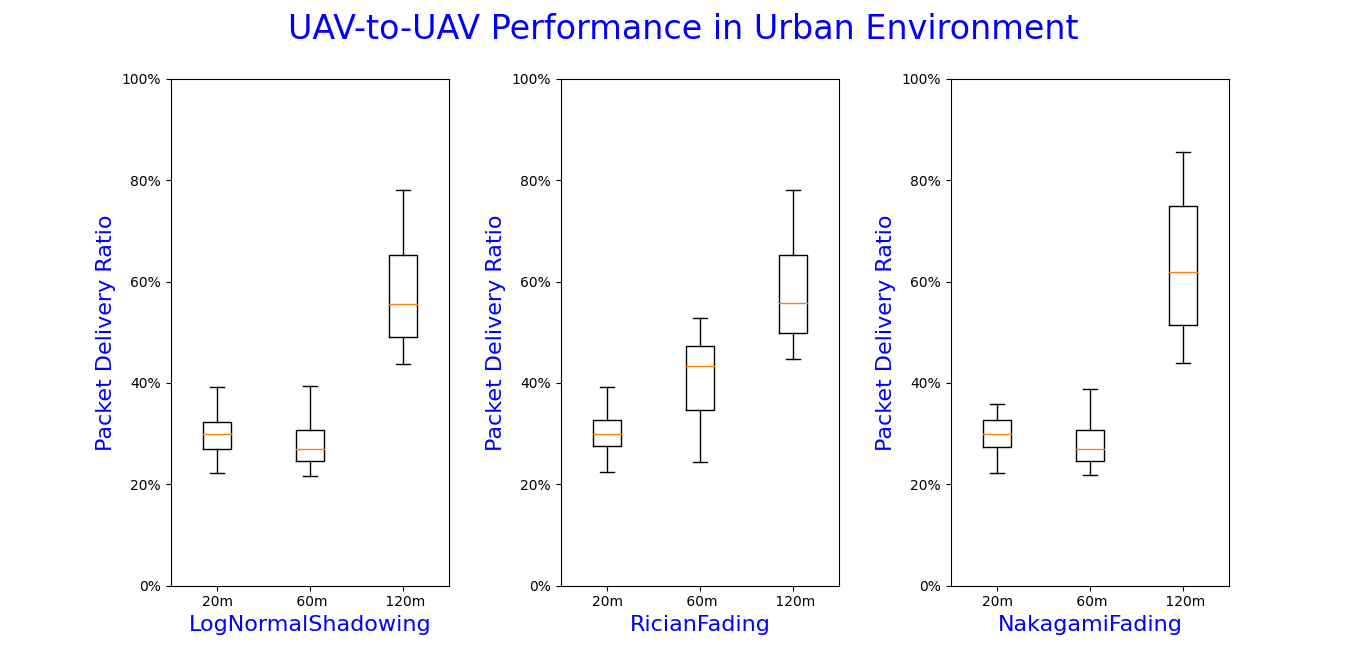 UAV-to-UAV Performance in Urban Environment
Packet Delivery Ratio
100%
80%
60%
40%
20%
0%
20m
60m
120m
LogNormalShadowing
Packet Delivery Ratio
100%
80%
60%
40%
20%
0%
20m
60m
120m
RicianFading
Packet Delivery Ratio
100%
80%
60%
40%
20%
0%
20m
60m
120m
NakagamiFading